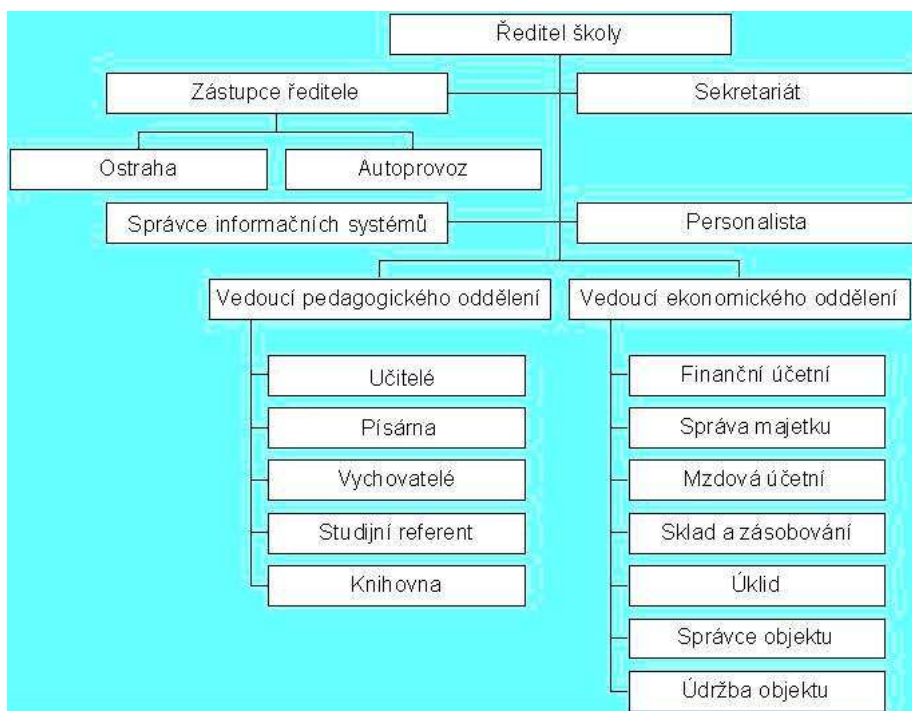 Ředitel školy
Zástupce ředitele
Sekretariát
Ostraha
Autoprovoz
Správce informačních systémů
Personalista
Vedoucí pedagogického oddělení
Vedoucí ekonomického oddělení
Učitelé
Písárna
Vychovatelé
Studijní referent
Knihovna
Finanční účetní
Správa majetku
Mzdová účetní
Sklad a zásobování
Úklid
Správce objektu
Údržba objektu